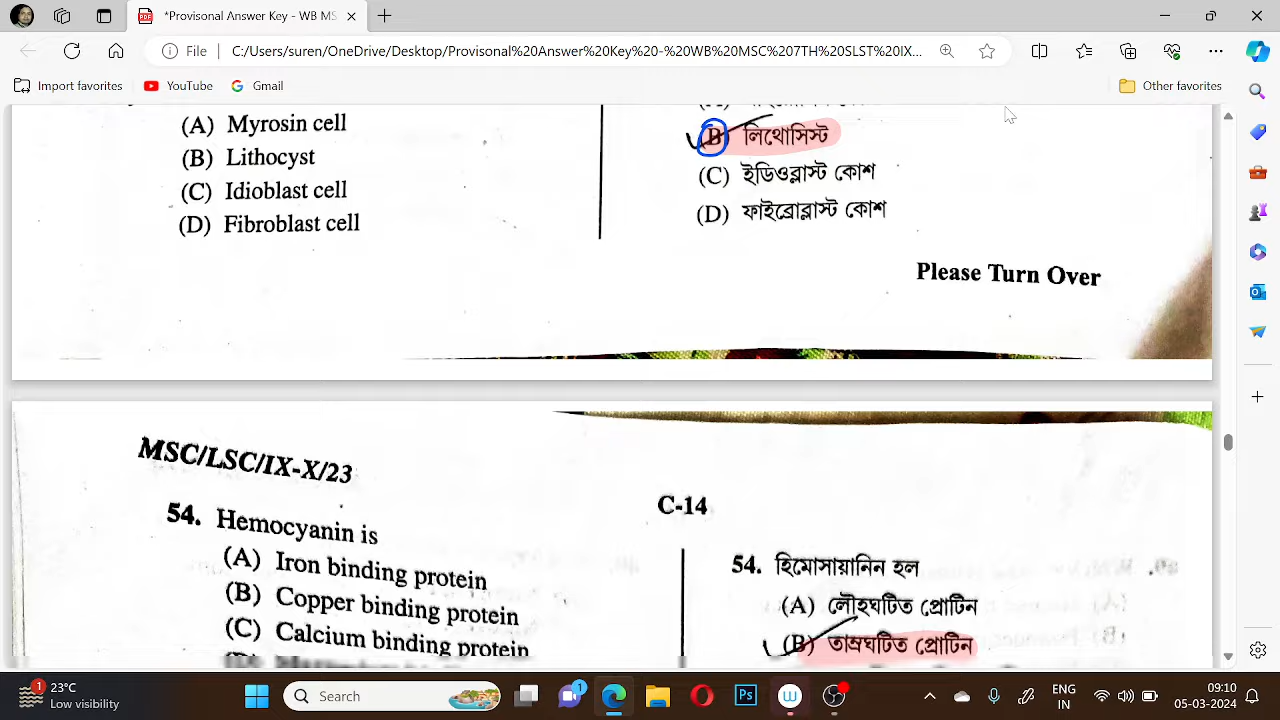 *Provisonal Answer Key - WB MS
File
C:/Users/suren/OneDrive/Desktop/Provisonal%20Answer%20Key%20-%20WB%20MSC%207TH%20SLST%20IX...
Import favorites
YouTube
Gmail
Other favorites
(A) Myrosin cell
(B) Lithocyst
(C) Idioblast cell
(D) Fibroblast cell
(B) লিথোসিস্ট
(C) ইডিওব্লাস্ট কোশ
(D) ফাইব্রোব্লাস্ট কোশ
Please Turn Over
MSC/LSC/IX-X/23
C-14
54. Hemocyanin is
(A) Iron binding protein
(B) Copper binding protein
(C) Calcium binding protein
54. হিমোসায়ানিন হল
(A) লৌহঘটিত প্রোটিন
(B) তাম্রঘটিত প্রোটিন
1
23°C
Low visibility
Search
1
ENG
IN
09:10
05-03-2024